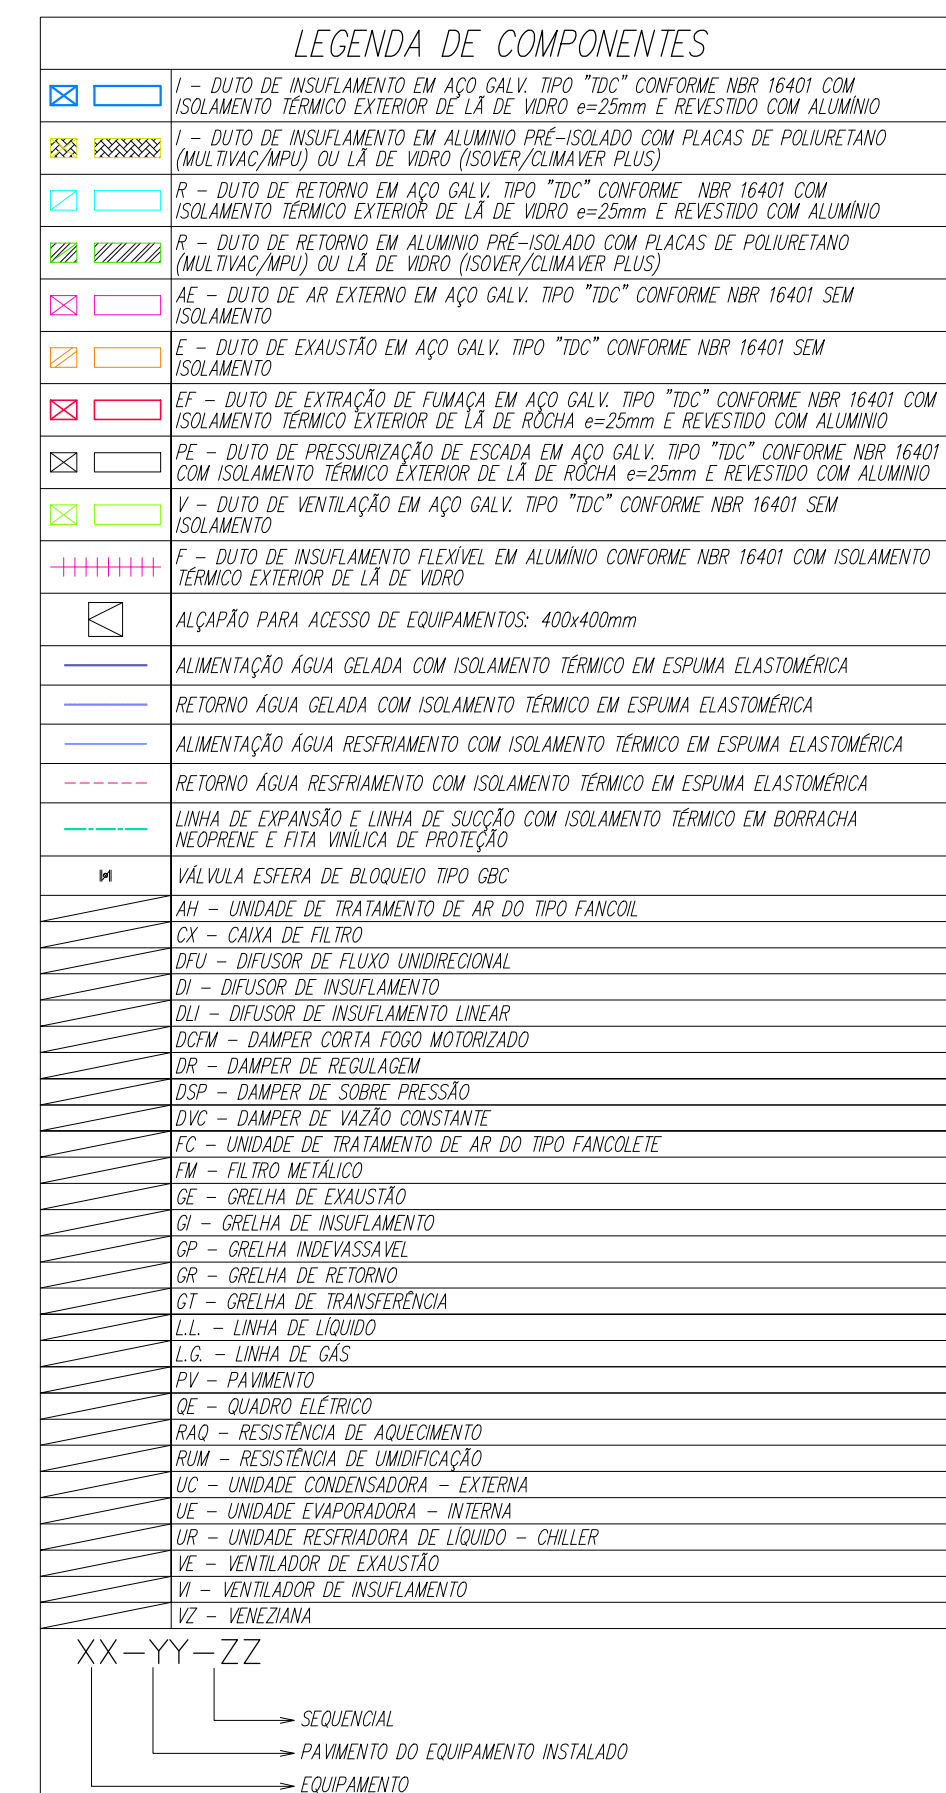 LEGENDA DE COMPONENTES
I – DUTO DE INSUFLAMENTO EM AÇO GALV. TIPO "TDC" CONFORME NBR 16401 COM
ISOLAMENTO TÉRMICO EXTERIOR DE LÃ DE VIDRO e=25mm E REVESTIDO COM ALUMÍNIO
I – DUTO DE INSUFLAMENTO EM ALUMINIO PRÉ–ISOLADO COM PLACAS DE POLIURETANO
(MULTIVAC/MPU) OU LÃ DE VIDRO (ISOVER/CLIMAVER PLUS)
R – DUTO DE RETORNO EM AÇO GALV. TIPO "TDC" CONFORME NBR 16401 COM
ISOLAMENTO TÉRMICO EXTERIOR DE LÃ DE VIDRO e=25mm E REVESTIDO COM ALUMÍNIO
R – DUTO DE RETORNO EM ALUMINIO PRÉ–ISOLADO COM PLACAS DE POLIURETANO
(MULTIVAC/MPU) OU LÃ DE VIDRO (ISOVER/CLIMAVER PLUS)
AE – DUTO DE AR EXTERNO EM AÇO GALV. TIPO "TDC" CONFORME NBR 16401 SEM
ISOLAMENTO
E – DUTO DE EXAUSTÃO EM AÇO GALV. TIPO "TDC" CONFORME NBR 16401 SEM
ISOLAMENTO
EF – DUTO DE EXTRAÇÃO DE FUMAÇA EM AÇO GALV. TIPO "TDC" CONFORME NBR 16401 COM
ISOLAMENTO TÉRMICO EXTERIOR DE LÃ DE ROCHA e=25mm E REVESTIDO COM ALUMINIO
PE – DUTO DE PRESSURIZAÇÃO DE ESCADA EM AÇO GALV. TIPO "TDC" CONFORME NBR 16401
COM ISOLAMENTO TÉRMICO EXTERIOR DE LÃ DE ROCHA e=25mm E REVESTIDO COM ALUMINIO
V – DUTO DE VENTILAÇÃO EM AÇO GALV. TIPO "TDC" CONFORME NBR 16401 SEM
ISOLAMENTO
F – DUTO DE INSUFLAMENTO FLEXÍVEL EM ALUMÍNIO CONFORME NBR 16401 COM ISOLAMENTO
TÉRMICO EXTERIOR DE LÃ DE VIDRO
ALÇAPÃO PARA ACESSO DE EQUIPAMENTOS: 400x400mm
ALIMENTAÇÃO ÁGUA GELADA COM ISOLAMENTO TÉRMICO EM ESPUMA ELASTOMÉRICA
RETORNO ÁGUA GELADA COM ISOLAMENTO TÉRMICO EM ESPUMA ELASTOMÉRICA
ALIMENTAÇÃO ÁGUA RESFRIAMENTO COM ISOLAMENTO TÉRMICO EM ESPUMA ELASTOMÉRICA
RETORNO ÁGUA RESFRIAMENTO COM ISOLAMENTO TÉRMICO EM ESPUMA ELASTOMÉRICA
LINHA DE EXPANSÃO E LINHA DE SUCÇÃO COM ISOLAMENTO TÉRMICO EM BORRACHA
NEOPRENE E FITA VINÍLICA DE PROTEÇÃO
VÁLVULA ESFERA DE BLOQUEIO TIPO GBC
AH – UNIDADE DE TRATAMENTO DE AR DO TIPO FANCOIL
CX – CAIXA DE FILTRO
DFU – DIFUSOR DE FLUXO UNIDIRECIONAL
DI – DIFUSOR DE INSUFLAMENTO
DLI – DIFUSOR DE INSUFLAMENTO LINEAR
DCFM – DAMPER CORTA FOGO MOTORIZADO
DR – DAMPER DE REGULAGEM
DSP – DAMPER DE SOBRE PRESSÃO
DVC – DAMPER DE VAZÃO CONSTANTE
FC – UNIDADE DE TRATAMENTO DE AR DO TIPO FANCOLETE
FM – FILTRO METÁLICO
GE – GRELHA DE EXAUSTÃO
GI – GRELHA DE INSUFLAMENTO
GP – GRELHA INDEVASSAVEL
GR – GRELHA DE RETORNO
GT – GRELHA DE TRANSFERÊNCIA
L.L. – LINHA DE LÍQUIDO
L.G. – LINHA DE GÁS
PV – PAVIMENTO
QE – QUADRO ELÉTRICO
RAQ – RESISTÊNCIA DE AQUECIMENTO
RUM – RESISTÊNCIA DE UMIDIFICAÇÃO
UC – UNIDADE CONDENSADORA – EXTERNA
UE – UNIDADE EVAPORADORA – INTERNA
UR – UNIDADE RESFRIADORA DE LÍQUIDO – CHILLER
VE – VENTILADOR DE EXAUSTÃO
VI – VENTILADOR DE INSUFLAMENTO
VZ – VENEZIANA
XX–YY–ZZ
SEQUENCIAL
PAVIMENTO DO EQUIPAMENTO INSTALADO
EQUIPAMENTO